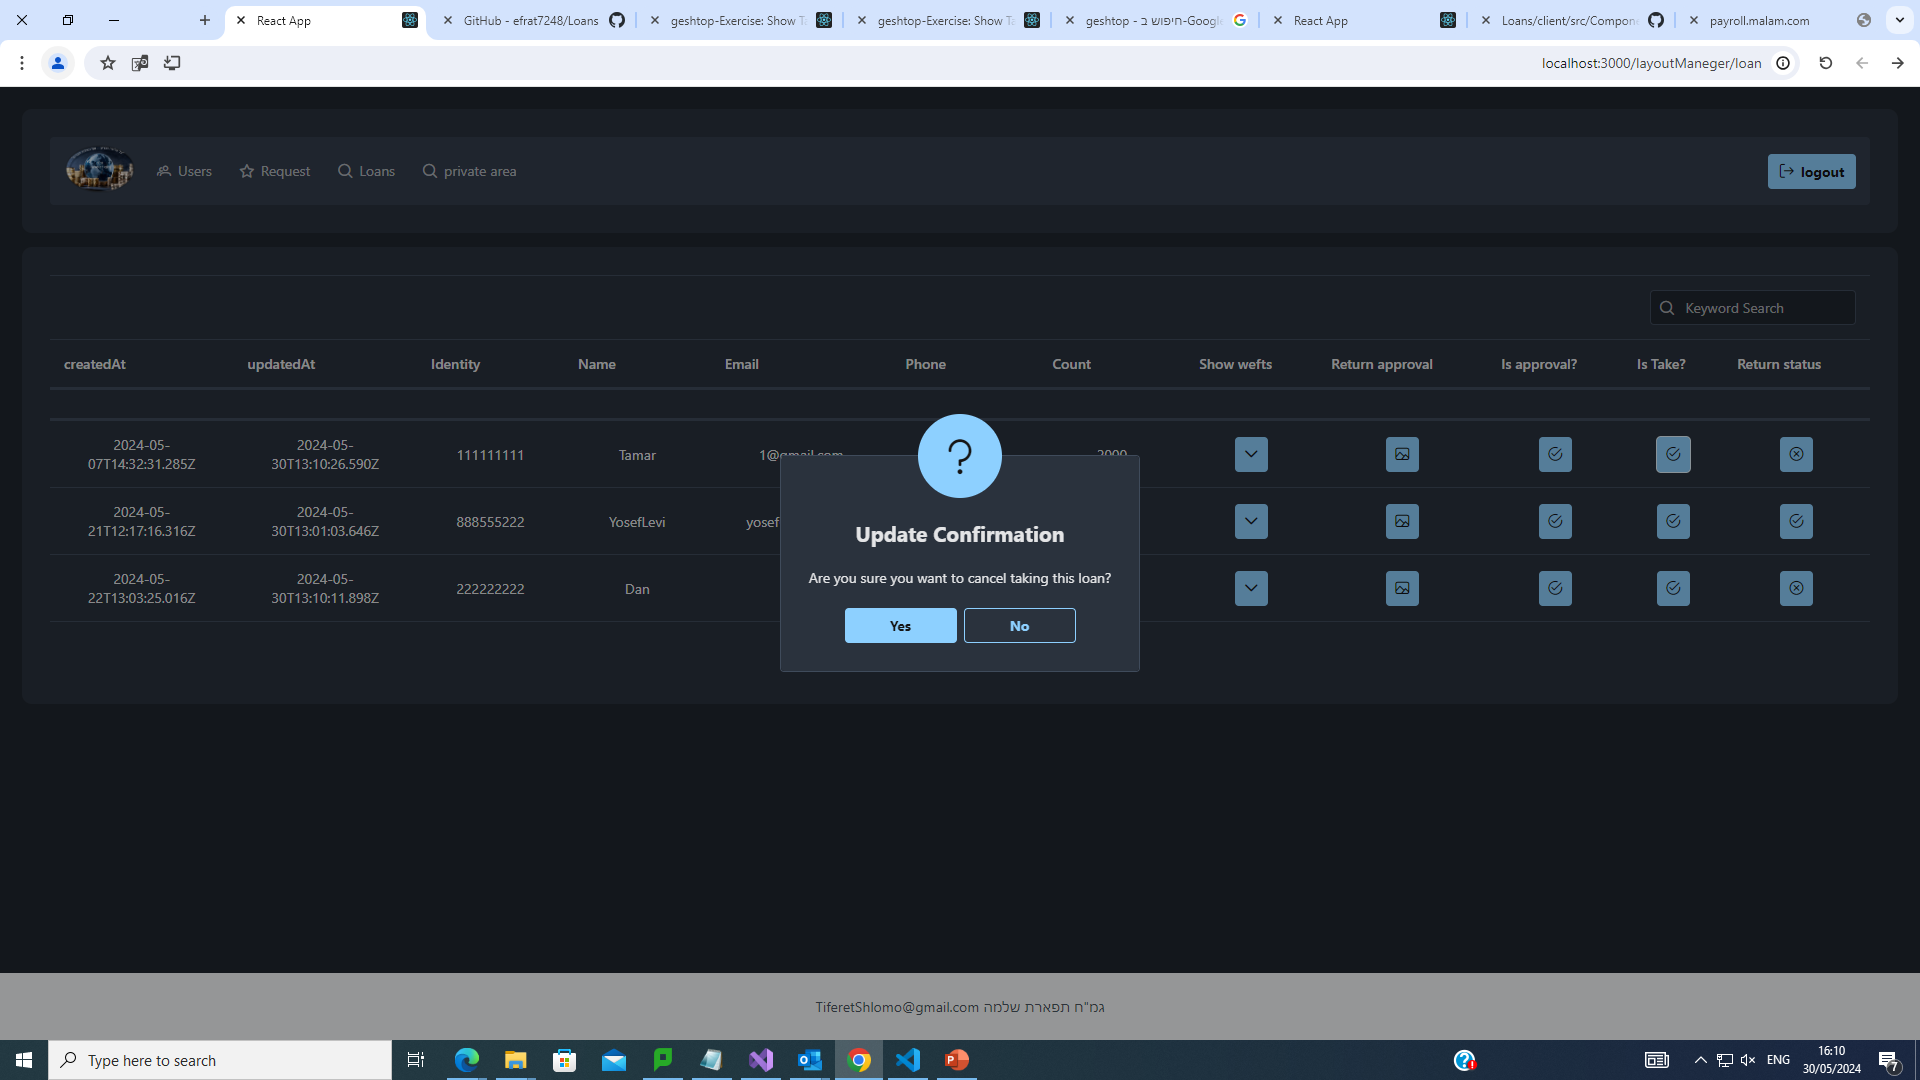 React App
GitHub - efrat7248/Loans
geshtop-Exercise: Show Ta
geshtop-Exercise: Show Ta
geshtop - חיפוש ב-Google
React App
Loans/client/src/Compone
payroll.malam.com
localhost:3000/layoutManeger/loan
Users
Request
Loans
private area
logout
Keyword Search
createdAt updatedAt Identity Name Email Phone Count Show wefts Return approval Is approval? Is Take? Return status
2024-05-
07T14:32:31.285Z
2024-05-
30T13:10:26.590Z
111111111
Tamar
1@gmail.com
2000
2024-05-
21T12:17:16.316Z
2024-05-
30T13:01:03.646Z
888555222
YosefLevi
yosef
2024-05-
22T13:03:25.016Z
2024-05-
30T13:10:11.898Z
222222222
Dan
Update Confirmation
Are you sure you want to cancel taking this loan?
Yes
No
גמ"ח תפארת שלמה TiferetShlomo@gmail.com
Type here to search
ENG
16:10
30/05/2024
7